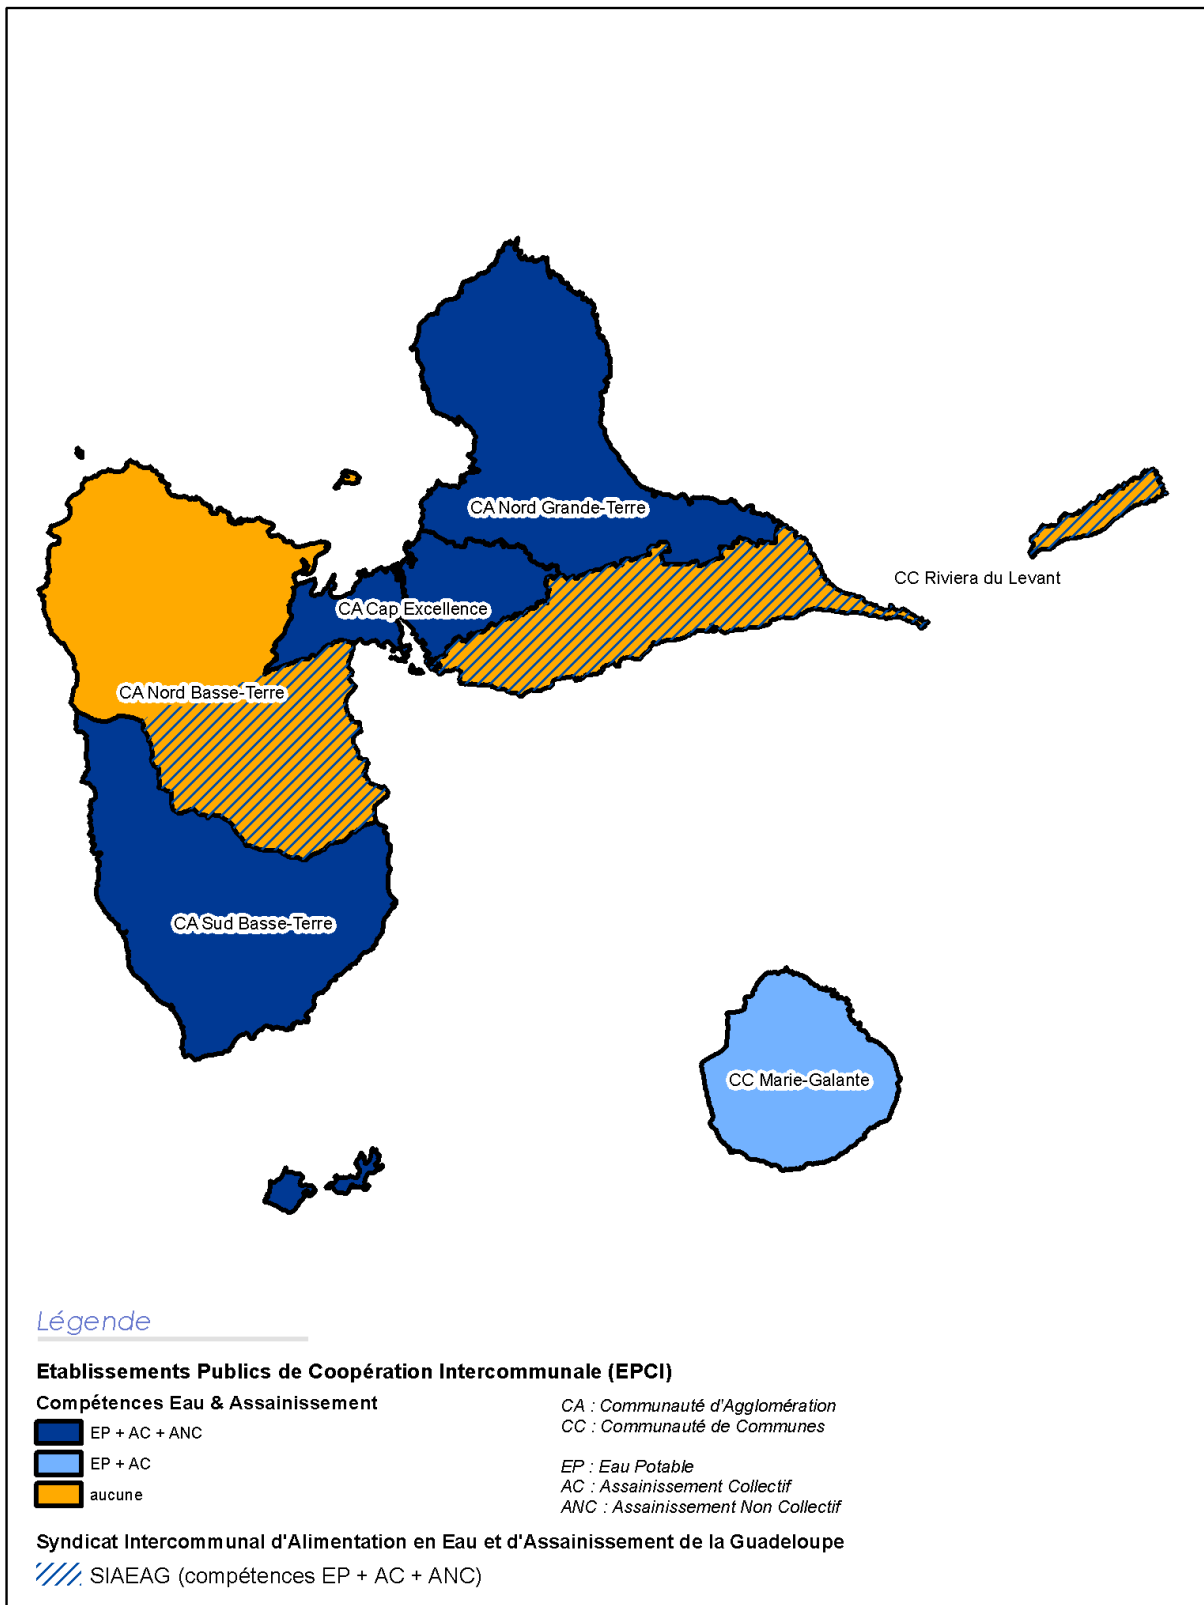 CA Nord Grande-Terre
CC Riviera du Levant
CA Cap Excellence
CA Nord Basse-Terre
CA Sud Basse-Terre
CC Marie-Galante
Légende
Etablissements Publics de Coopération Intercommunale (EPCI)
Compétences Eau & Assainissement
EP + AC + ANC
EP + AC
aucune
CA : Communauté d'Agglomération
CC : Communauté de Communes
EP : Eau Potable
AC : Assainissement Collectif
ANC : Assainissement Non Collectif
Syndicat Intercommunal d'Alimentation en Eau et d'Assainissement de la Guadeloupe
SIAEAG (compétences EP + AC + ANC)